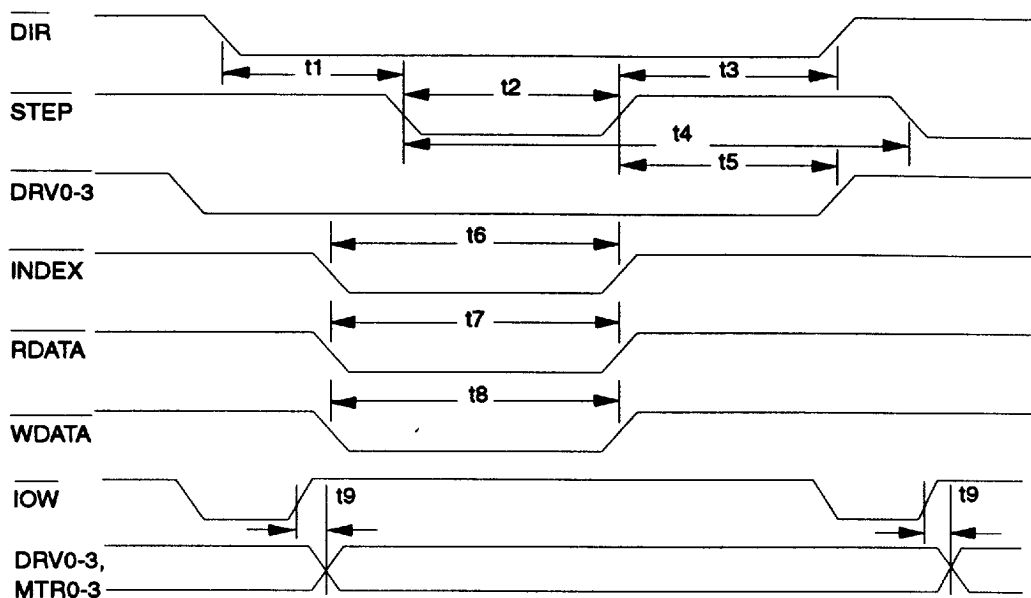 DIR
t1
t3
t2
STEP
t4
t5
DRV0-3
t6
INDEX
t7
RDATA
t8
WDATA
IOW
t9
t9
DRV0-3,
MTR0-3